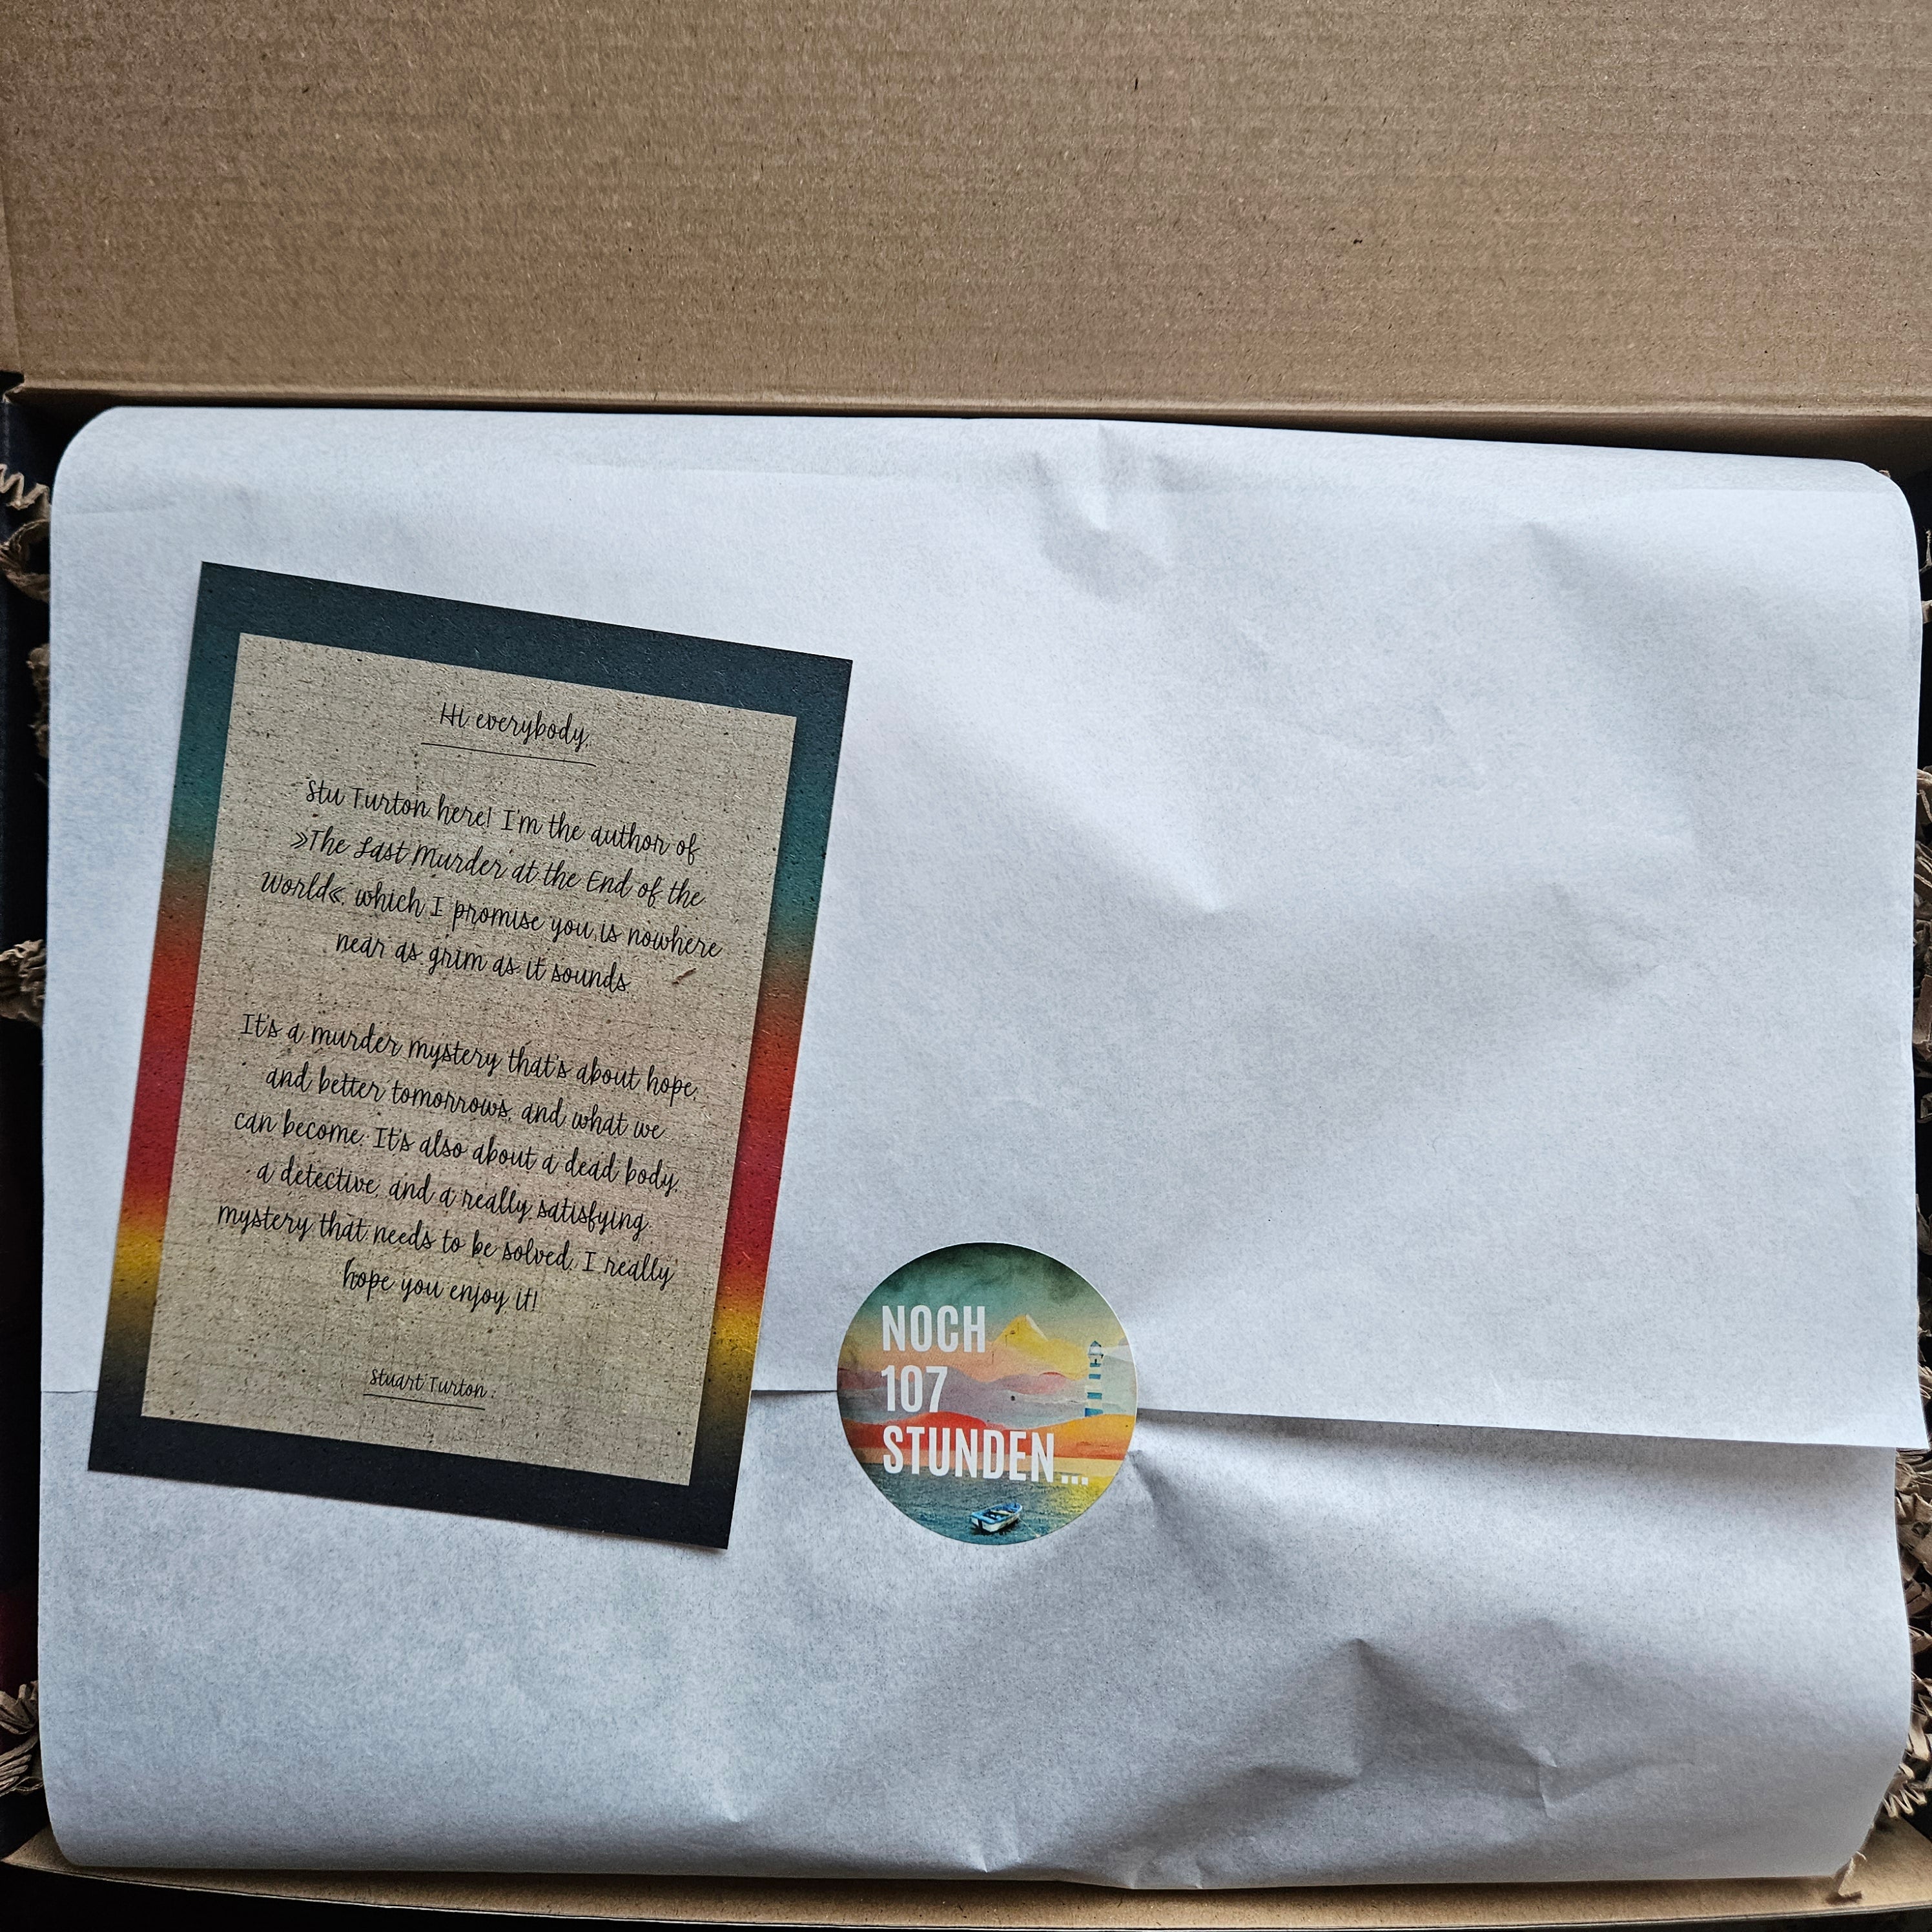 Hi everybody,
Stu Turton here! I'm the author of
»The Last Murder at the End of the
World«, which I promise you is nowhere
near as grim as it sounds.
It's a murder mystery that's about hope,
and better tomorrows, and what we
can become. It's also about a dead body,
a detective, and a really satisfying
mystery that needs to be solved. I really
hope you enjoy it!
Stuart Turton
NOCH
107
STUNDEN...